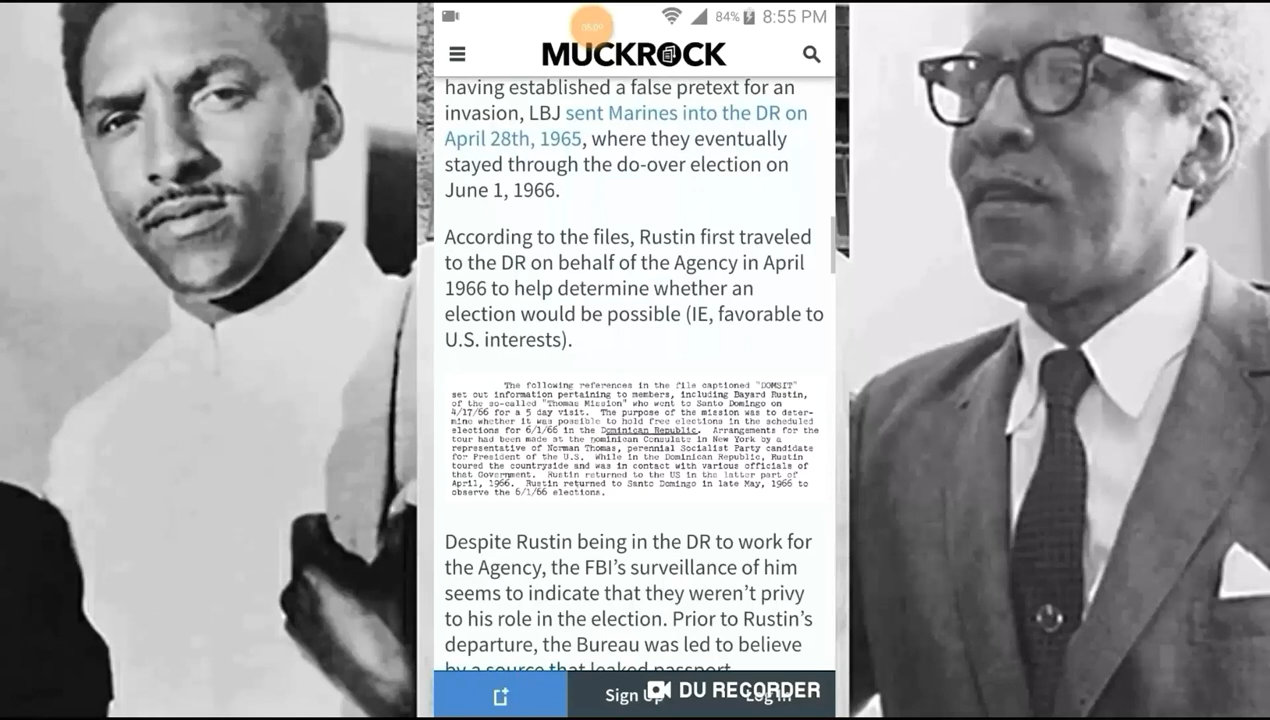 05:09
84% 8:55 PM
MUCKROCK
having established a false pretext for an
invasion, LBJ sent Marines into the DR on
April 28th, 1965, where they eventually
stayed through the do-over election on
June 1, 1966.
According to the files, Rustin first traveled
to the DR on behalf of the Agency in April
1966 to help determine whether an
election would be possible (IE, favorable to
U.S. interests).
The following references in the file captioned "DOMSIT"
set out information pertaining to members, including Bayard Rustin,
of the so-called "Thomas Mission" who went to Santo Domingo on
4/17/66 for a 5 day visit. The purpose of the mission was to deter-
mine whether it was possible to hold free elections in the scheduled
elections for 6/1/66 in the Dominican Republic. Arrangements for the
tour had been made at the Dominican Consulate in New York by a
representative of Norman Thomas, perennial Socialist Party candidate
for President of the U.S. While in the Dominican Republic, Rustin
toured the countryside and was in contact with various officials of
that Government. Rustin returned to the US in the latter part of
April, 1966. Rustin returned to Santo Domingo in late May, 1966 to
observe the 6/1/66 elections.
Despite Rustin being in the DR to work for
the Agency, the FBI's surveillance of him
seems to indicate that they weren't privy
to his role in the election. Prior to Rustin's
departure, the Bureau was led to believe
by a source that leaked passport
Sign Up DU RECORDER Log In